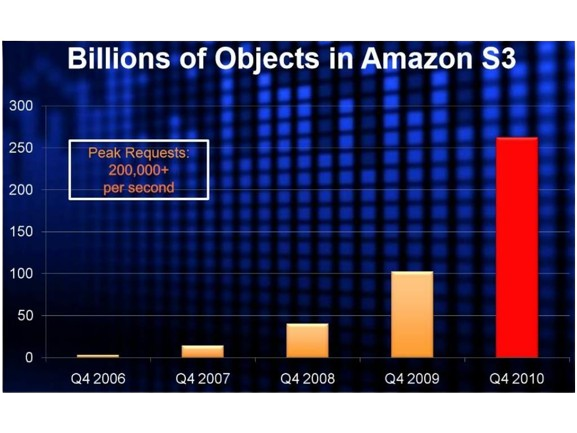 Billions of Objects in Amazon S3
300
250
200
150
100
50
0
Peak Requests:
200,000+
per second
Q4 2006
Q4 2007
Q4 2008
Q4 2009
Q4 2010